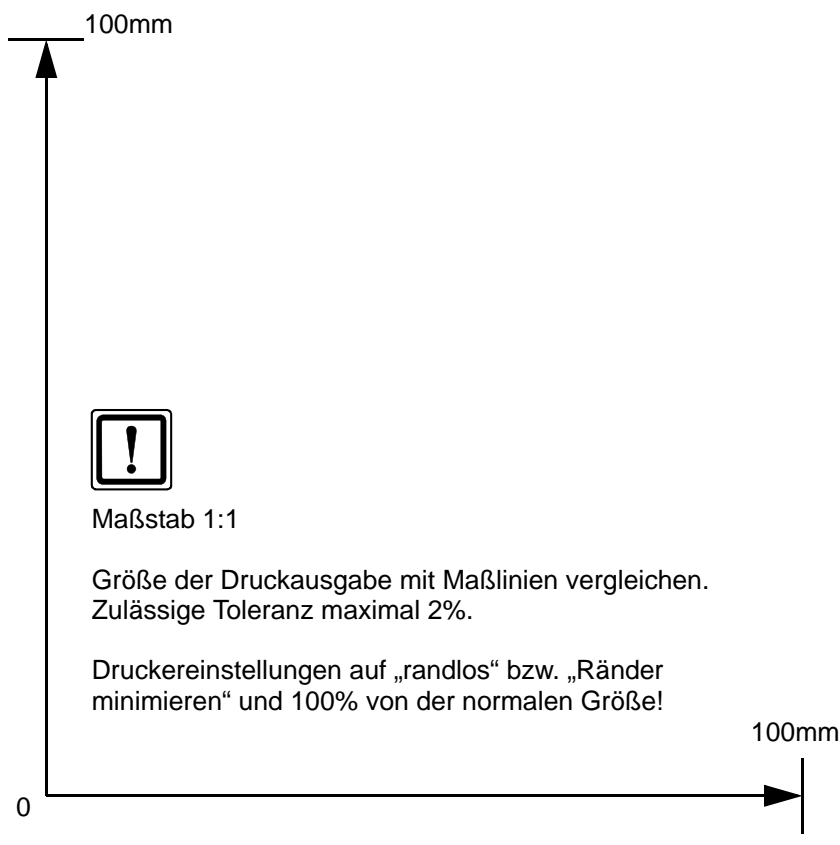 100mm
!
Maßstab 1:1
Größe der Druckausgabe mit Maßlinien vergleichen.
Zulässige Toleranz maximal 2%.
Druckereinstellungen auf „randlos“ bzw. „Ränder
minimieren“ und 100% von der normalen Größe!
100mm
0